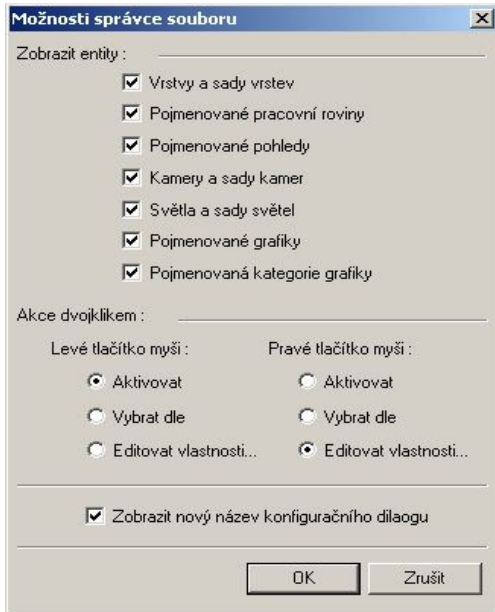 Možnosti správce souboru
Zobrazit entity :
Vrstvy a sady vrstev
Pojmenované pracovní roviny
Pojmenované pohledy
Kamery a sady kamer
Světla a sady světel
Pojmenované grafiky
Pojmenovaná kategorie grafiky
Akce dvojklikem :
Levé tlačítko myši : Pravé tlačítko myši :
Aktivovat Aktivovat
Vybrat dle Vybrat dle
Editovat vlastnosti... Editovat vlastnosti...
Zobrazit nový název konfiguračního dilaogu
OK Zrušit